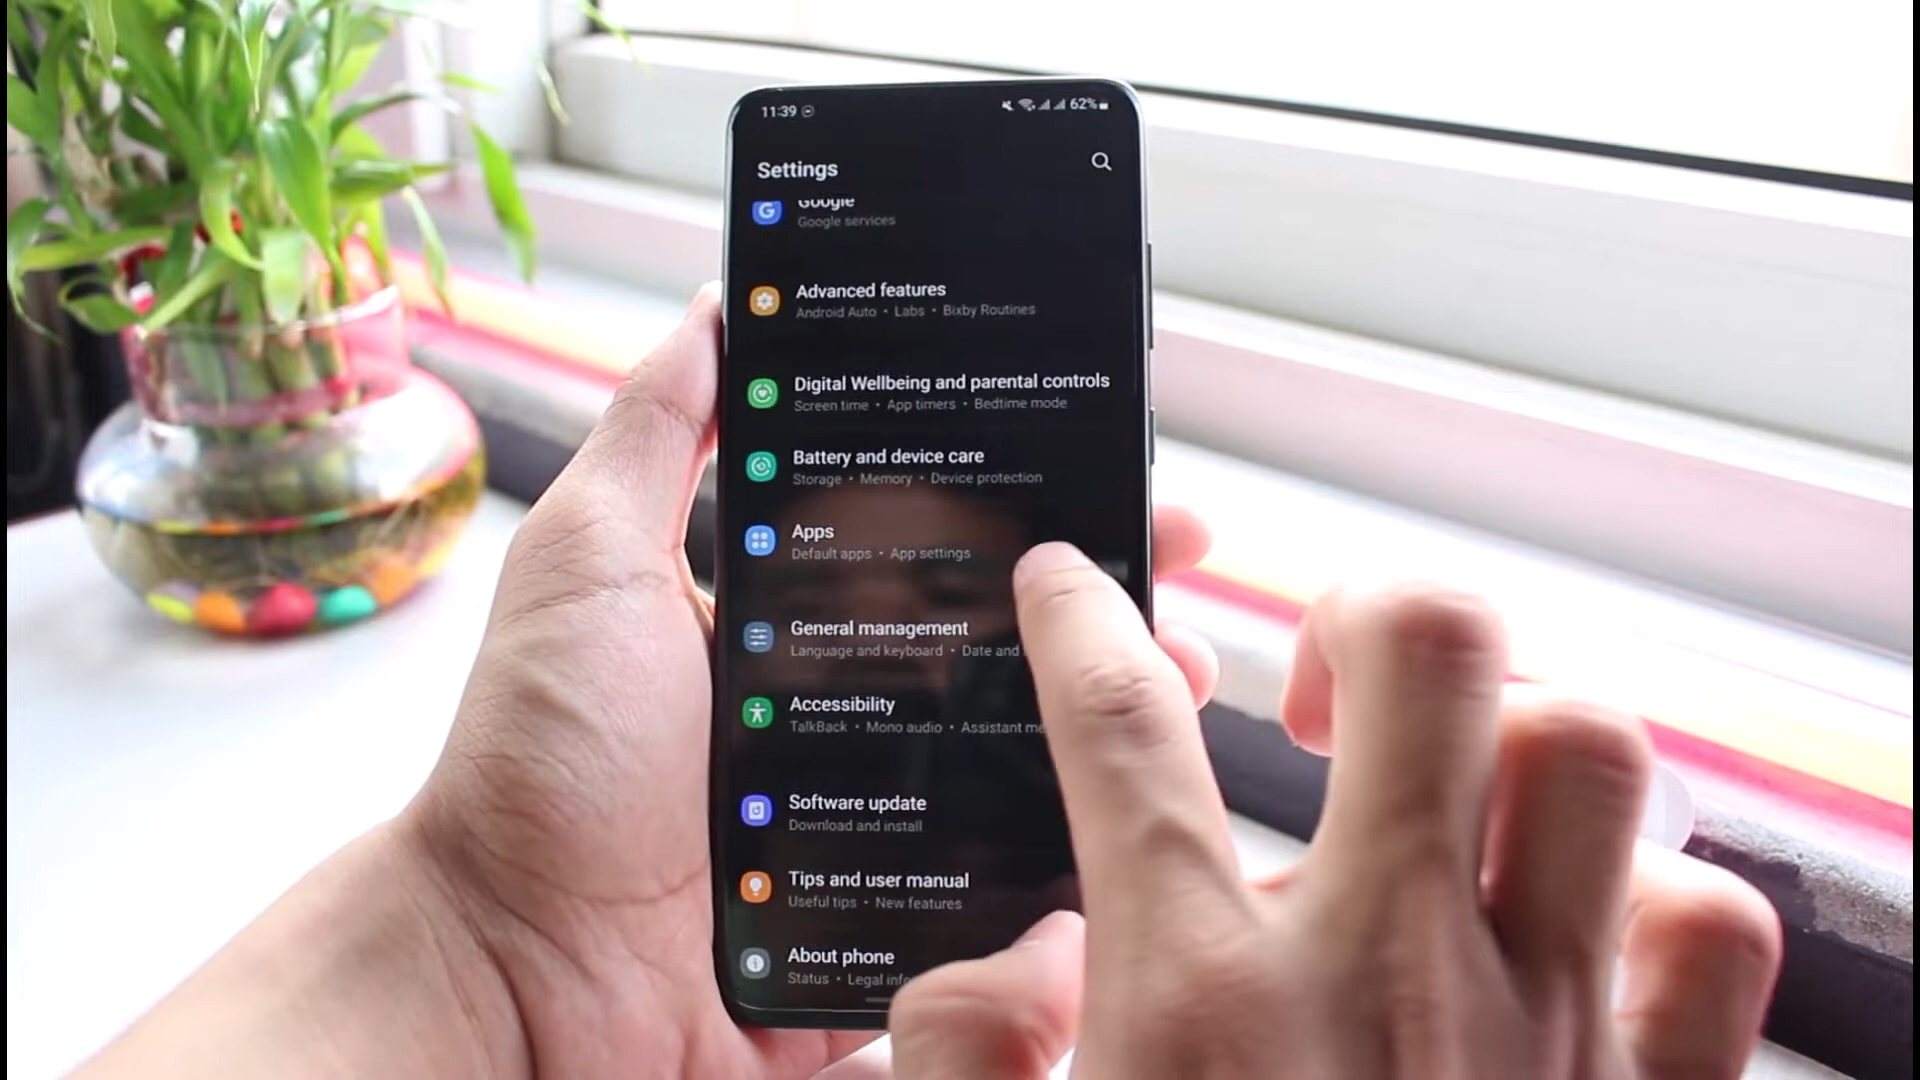 11:39
62%
Settings
Google
Google services
Advanced features
Android Auto • Labs • Bixby Routines
Digital Wellbeing and parental controls
Screen time • App timers • Bedtime mode
Battery and device care
Storage • Memory • Device protection
Apps
Default apps • App settings
General management
Language and keyboard • Date and
Accessibility
TalkBack • Mono audio • Assistant
Software update
Download and install
Tips and user manual
Useful tips • New features
About phone
Status • Legal